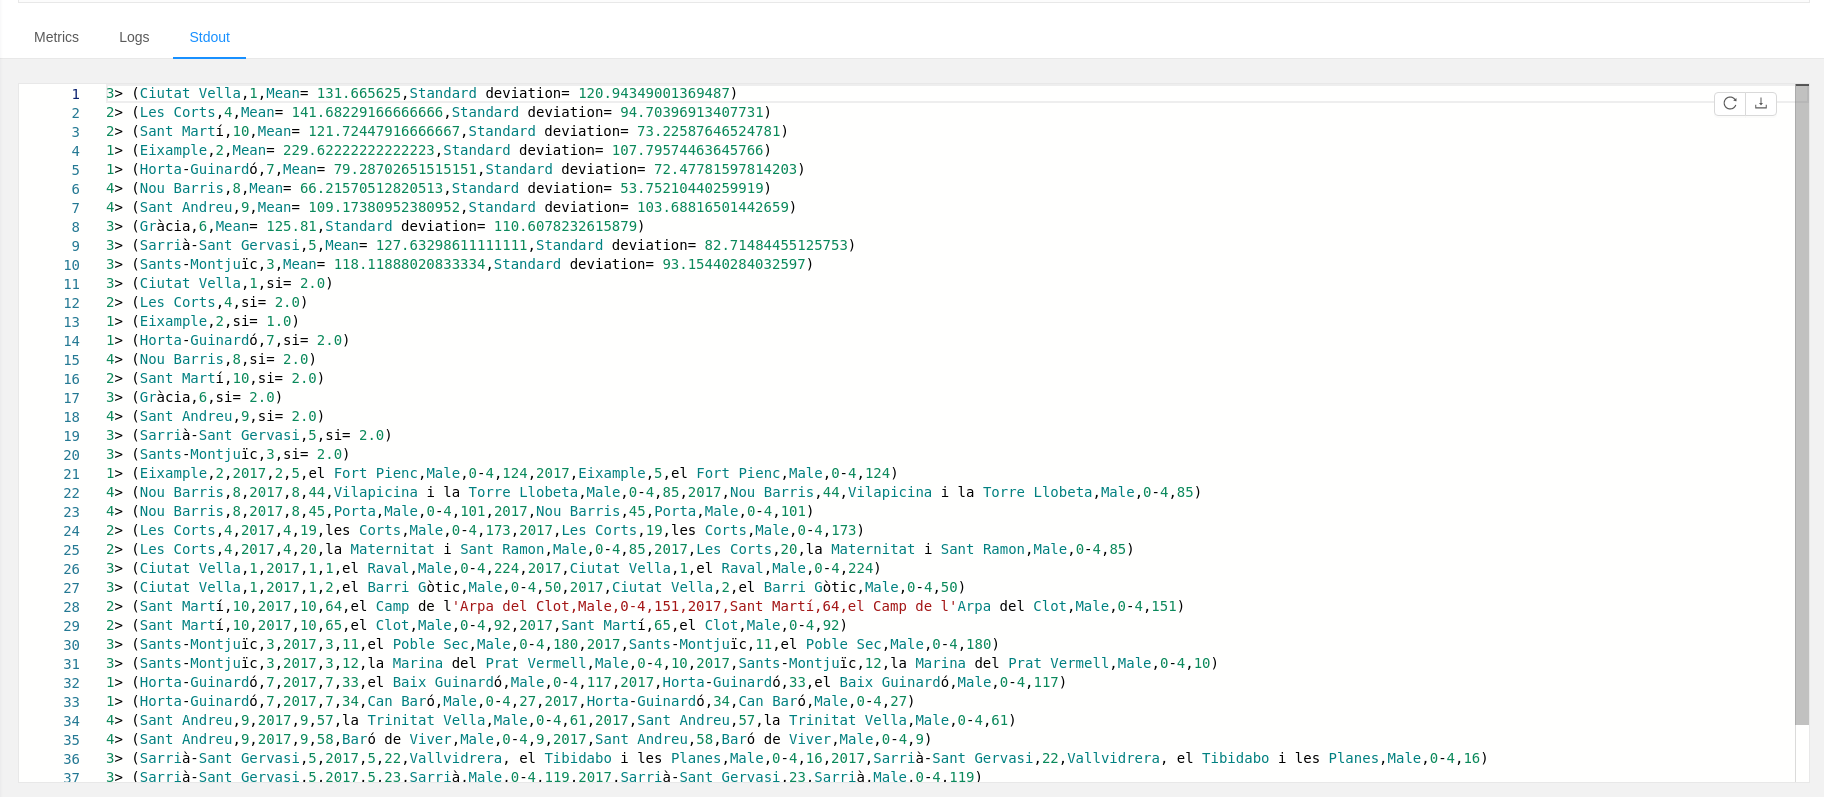 Metrics Logs Stdout
1 3> (Ciutat Vella,1,Mean= 131.665625,Standard deviation= 120.94349001369487)
2 2> (Les Corts,4,Mean= 141.68229166666666,Standard deviation= 94.70396913407731)
3 2> (Sant Martí,10,Mean= 121.72447916666667,Standard deviation= 73.22587646524781)
4 1> (Eixample,2,Mean= 229.62222222222223,Standard deviation= 107.79574463645766)
5 1> (Horta-Guinardó,7,Mean= 79.28702651515151,Standard deviation= 72.47781597814203)
6 4> (Nou Barris,8,Mean= 66.21570512820513,Standard deviation= 53.75210440259919)
7 4> (Sant Andreu,9,Mean= 109.17380952380952,Standard deviation= 103.68816501442659)
8 3> (Gràcia,6,Mean= 125.81,Standard deviation= 110.6078232615879)
9 3> (Sarrià-Sant Gervasi,5,Mean= 127.63298611111111,Standard deviation= 82.71484455125753)
10 3> (Sants-Montjuïc,3,Mean= 118.11888020833334,Standard deviation= 93.15440284032597)
11 3> (Ciutat Vella,1,si= 2.0)
12 2> (Les Corts,4,si= 2.0)
13 1> (Eixample,2,si= 1.0)
14 1> (Horta-Guinardó,7,si= 2.0)
15 4> (Nou Barris,8,si= 2.0)
16 2> (Sant Martí,10,si= 2.0)
17 3> (Gràcia,6,si= 2.0)
18 4> (Sant Andreu,9,si= 2.0)
19 3> (Sarrià-Sant Gervasi,5,si= 2.0)
20 3> (Sants-Montjuïc,3,si= 2.0)
21 1> (Eixample,2,2017,2,5,el Fort Pienc,Male,0-4,124,2017,Eixample,5,el Fort Pienc,Male,0-4,124)
22 4> (Nou Barris,8,2017,8,44,Vilapicina i la Torre Llobeta,Male,0-4,85,2017,Nou Barris,44,Vilapicina i la Torre Llobeta,Male,0-4,85)
23 4> (Nou Barris,8,2017,8,45,Porta,Male,0-4,101,2017,Nou Barris,45,Porta,Male,0-4,101)
24 2> (Les Corts,4,2017,4,19,les Corts,Male,0-4,173,2017,Les Corts,19,les Corts,Male,0-4,173)
25 2> (Les Corts,4,2017,4,20,la Maternitat i Sant Ramon,Male,0-4,85,2017,Les Corts,20,la Maternitat i Sant Ramon,Male,0-4,85)
26 3> (Ciutat Vella,1,2017,1,1,el Raval,Male,0-4,224,2017,Ciutat Vella,1,el Raval,Male,0-4,224)
27 3> (Ciutat Vella,1,2017,1,2,el Barri Gòtic,Male,0-4,50,2017,Ciutat Vella,2,el Barri Gòtic,Male,0-4,50)
28 2> (Sant Martí,10,2017,10,64,el Camp de l'Arpa del Clot,Male,0-4,151,2017,Sant Martí,64,el Camp de l'Arpa del Clot,Male,0-4,151)
29 2> (Sant Martí,10,2017,10,65,el Clot,Male,0-4,92,2017,Sant Martí,65,el Clot,Male,0-4,92)
30 3> (Sants-Montjuïc,3,2017,3,11,el Poble Sec,Male,0-4,180,2017,Sants-Montjuïc,11,el Poble Sec,Male,0-4,180)
31 3> (Sants-Montjuïc,3,2017,3,12,la Marina del Prat Vermell,Male,0-4,10,2017,Sants-Montjuïc,12,la Marina del Prat Vermell,Male,0-4,10)
32 1> (Horta-Guinardó,7,2017,7,33,el Baix Guinardó,Male,0-4,117,2017,Horta-Guinardó,33,el Baix Guinardó,Male,0-4,117)
33 1> (Horta-Guinardó,7,2017,7,34,Can Baró,Male,0-4,27,2017,Horta-Guinardó,34,Can Baró,Male,0-4,27)
34 4> (Sant Andreu,9,2017,9,57,la Trinitat Vella,Male,0-4,61,2017,Sant Andreu,57,la Trinitat Vella,Male,0-4,61)
35 4> (Sant Andreu,9,2017,9,58,Baró de Viver,Male,0-4,9,2017,Sant Andreu,58,Baró de Viver,Male,0-4,9)
36 3> (Sarrià-Sant Gervasi,5,2017,5,22,Vallvidrera, el Tibidabo i les Planes,Male,0-4,16,2017,Sarrià-Sant Gervasi,22,Vallvidrera, el Tibidabo i les Planes,Male,0-4,16)
37 3> (Sarrià-Sant Gervasi,5,2017,5,23,Sarrià,Male,0-4,119,2017,Sarrià-Sant Gervasi,23,Sarrià,Male,0-4,119)